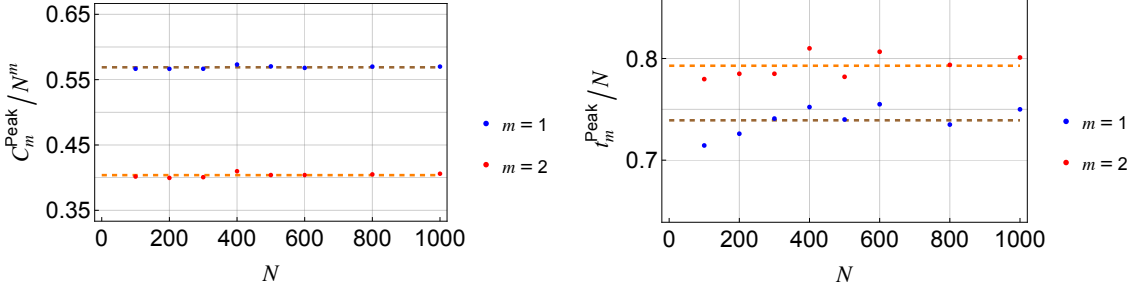 C_m^Peak / N^m
0.65
0.55
0.45
0.35
0 200 400 600 800 1000
N
m = 1
m = 2
t_m^Peak / N
0.8
0.7
0 200 400 600 800 1000
N
m = 1
m = 2